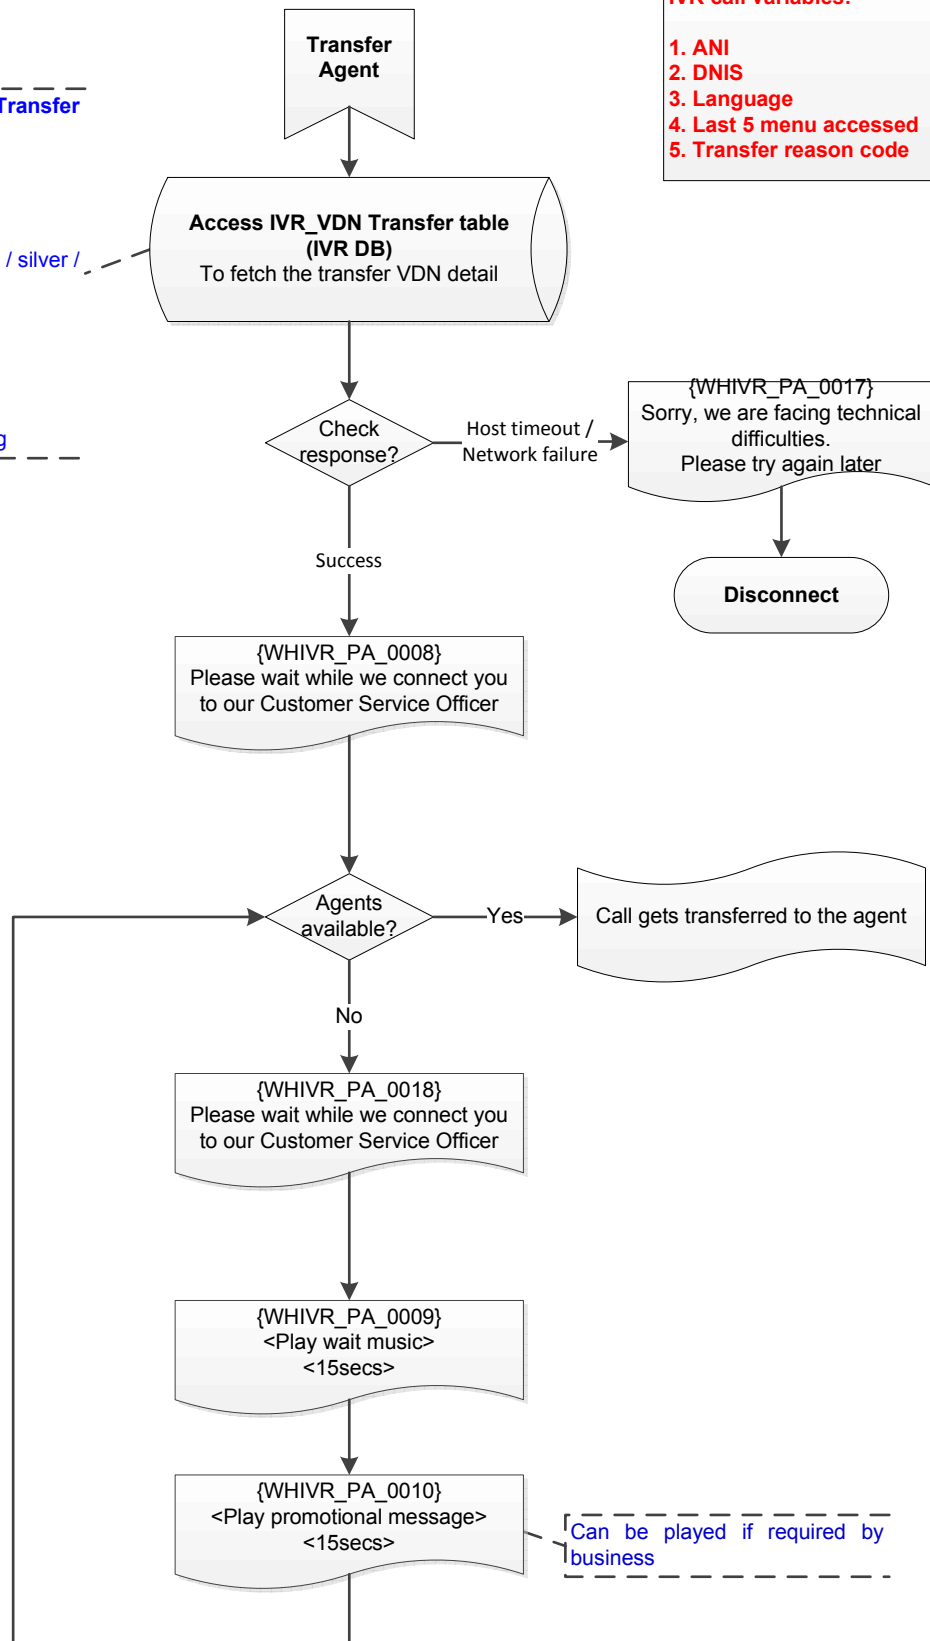 IVR call variables:
1. ANI
2. DNIS
3. Language
4. Last 5 menu accessed
5. Transfer reason code
Transfer
Agent
Transfer
Access IVR_VDN Transfer table
(IVR DB)
To fetch the transfer VDN detail
/ silver /
Check
response?
Host timeout /
Network failure
{WHIVR_PA_0017}
Sorry, we are facing technical
difficulties.
Please try again later
g
Success
Disconnect
{WHIVR_PA_0008}
Please wait while we connect you
to our Customer Service Officer
Agents
available?
Yes
Call gets transferred to the agent
No
{WHIVR_PA_0018}
Please wait while we connect you
to our Customer Service Officer
{WHIVR_PA_0009}
<Play wait music>
<15secs>
{WHIVR_PA_0010}
<Play promotional message>
<15secs>
Can be played if required by
business